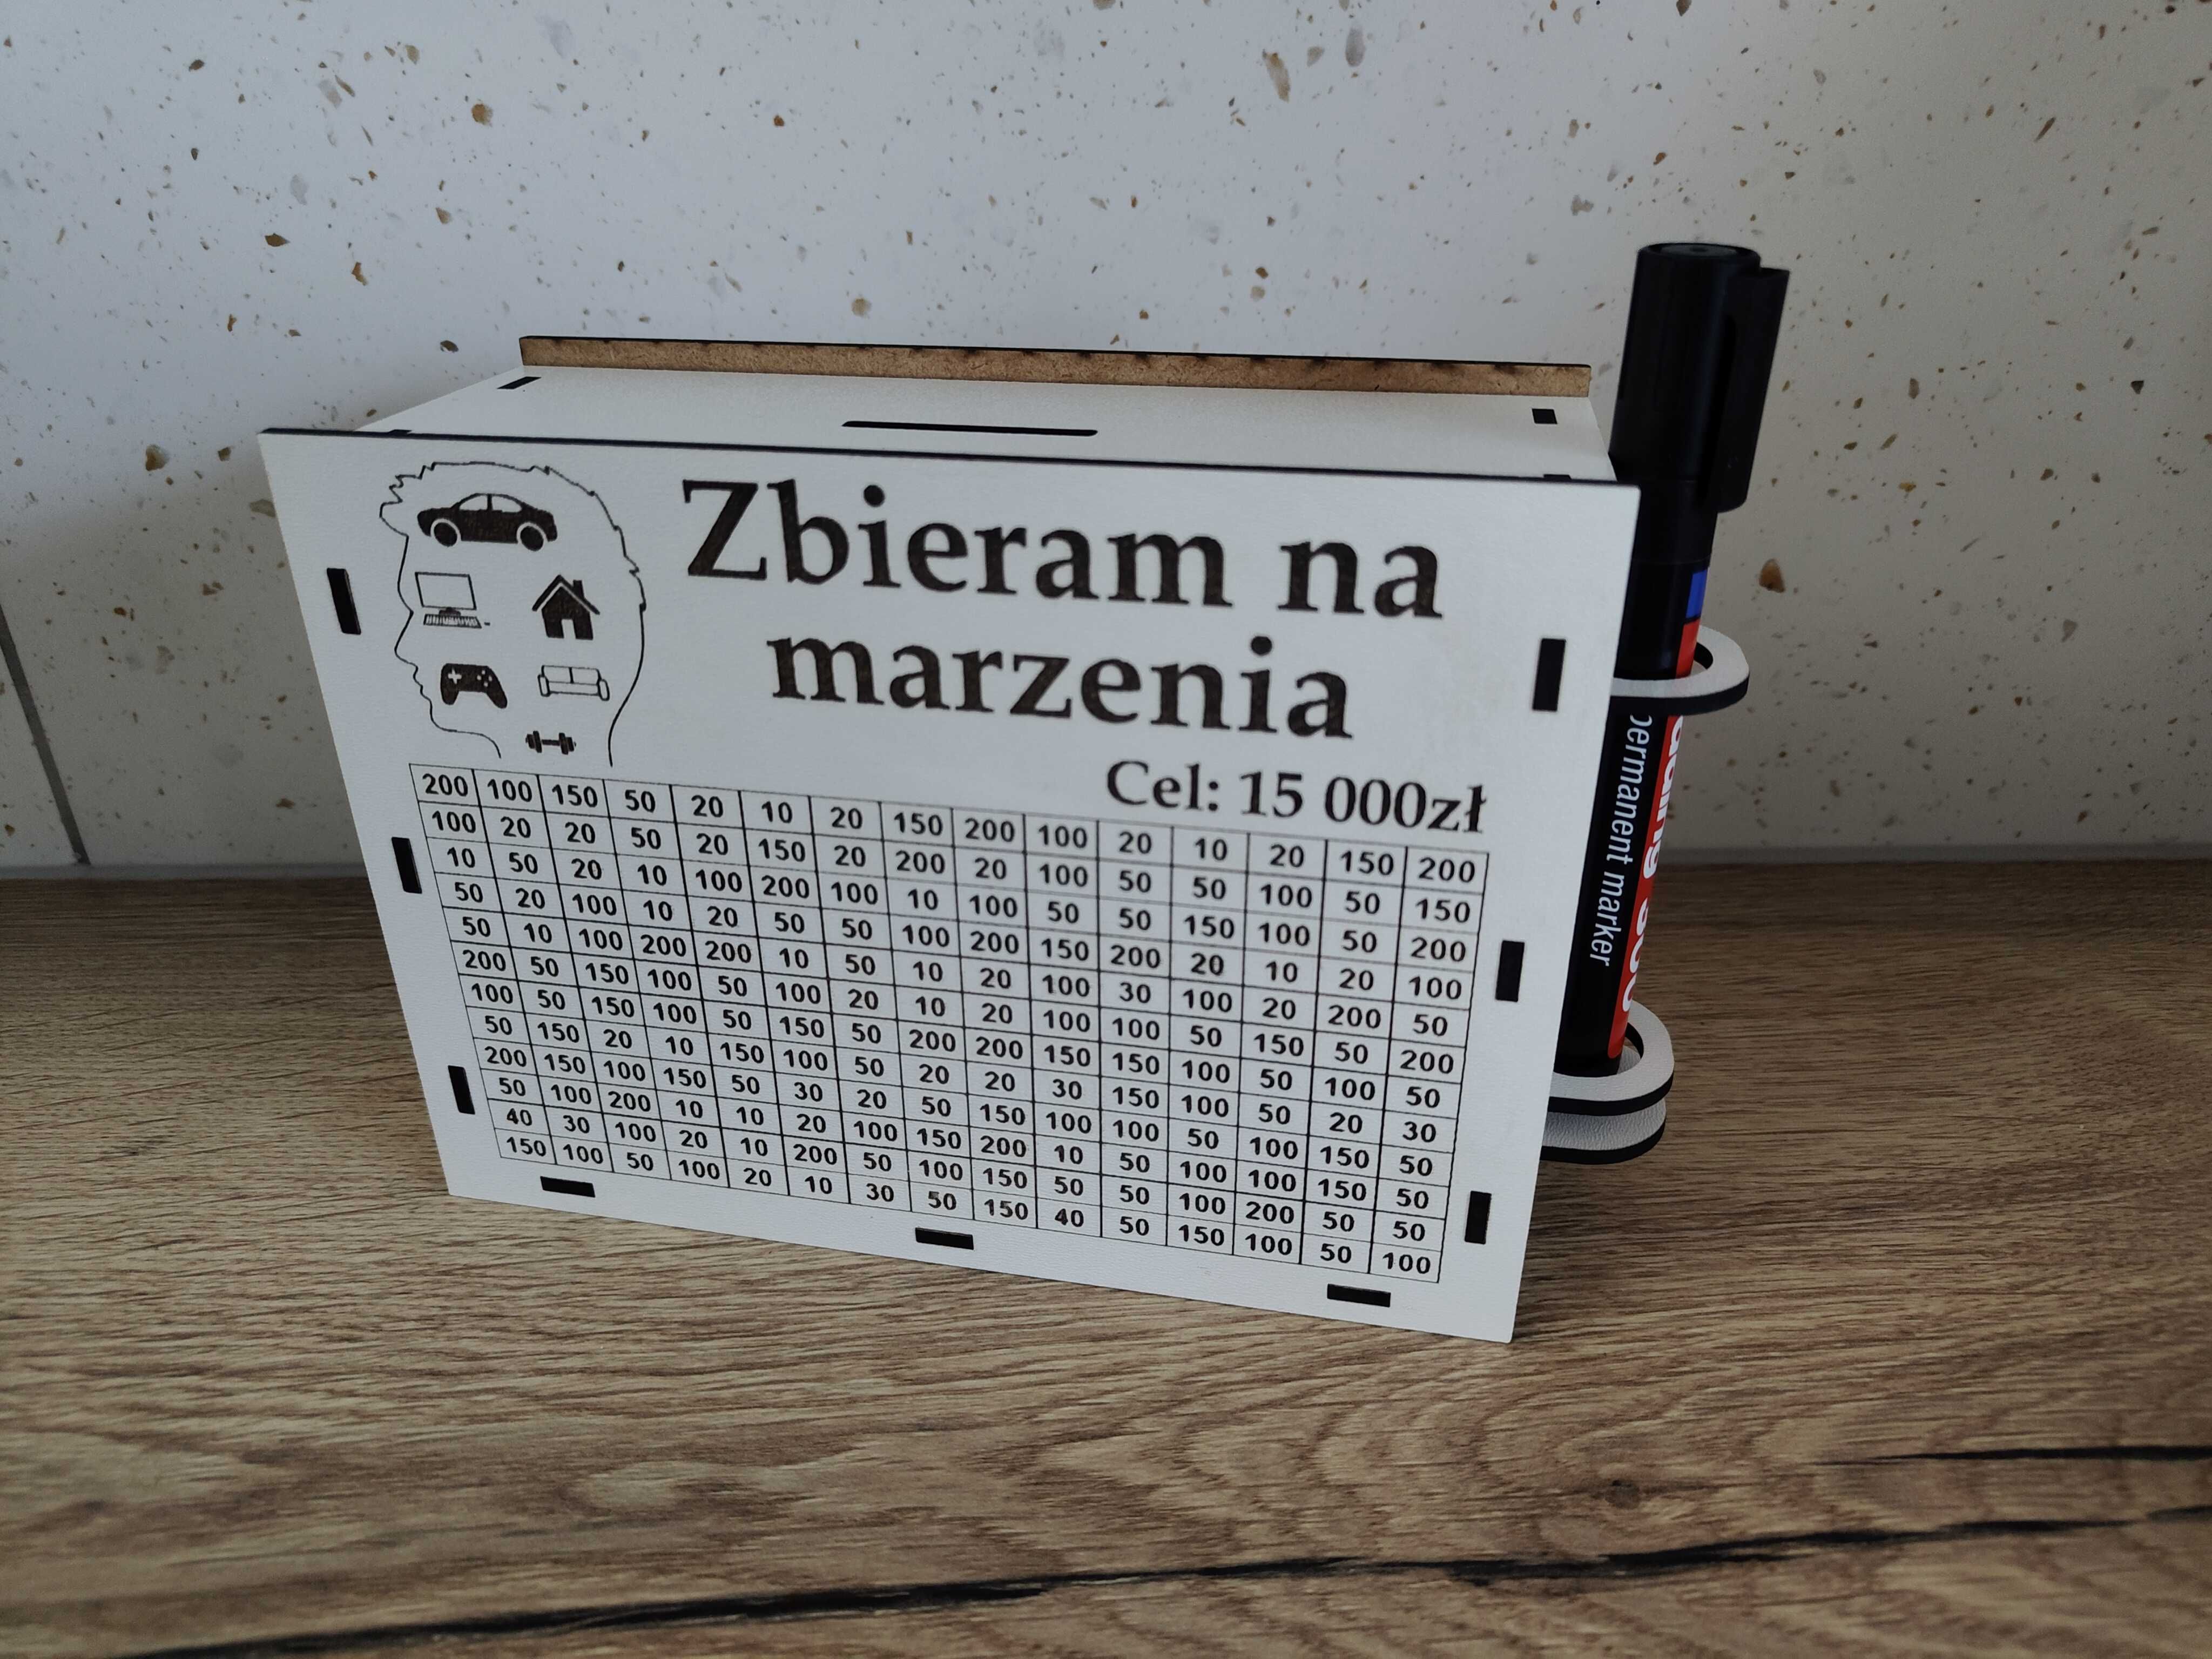 Zbieram na
marzenia
Cel: 15 000zł
200 100 150 50 20 10 20 150 200 100 20 10 20 150 200
100 20 20 50 20 150 20 200 20 100 50 50 100 50 150
10 50 20 10 100 200 100 10 100 50 50 150 100 50 200
50 20 100 10 20 50 50 100 200 150 200 20 10 20 100
50 10 100 200 200 10 50 10 20 100 30 100 20 200 50
200 50 150 100 50 100 20 10 20 100 100 50 150 50 200
100 50 150 100 50 150 50 200 200 150 150 100 50 100 50
50 150 20 10 150 100 50 20 20 30 150 100 50 20 30
200 150 100 150 50 30 20 50 150 100 100 50 100 150 50
50 100 200 10 10 20 100 150 200 10 50 100 100 150 50
40 30 100 20 10 200 50 100 150 50 50 100 200 50 50
150 100 50 100 20 10 30 50 150 40 50 150 100 50 100
permanent marker